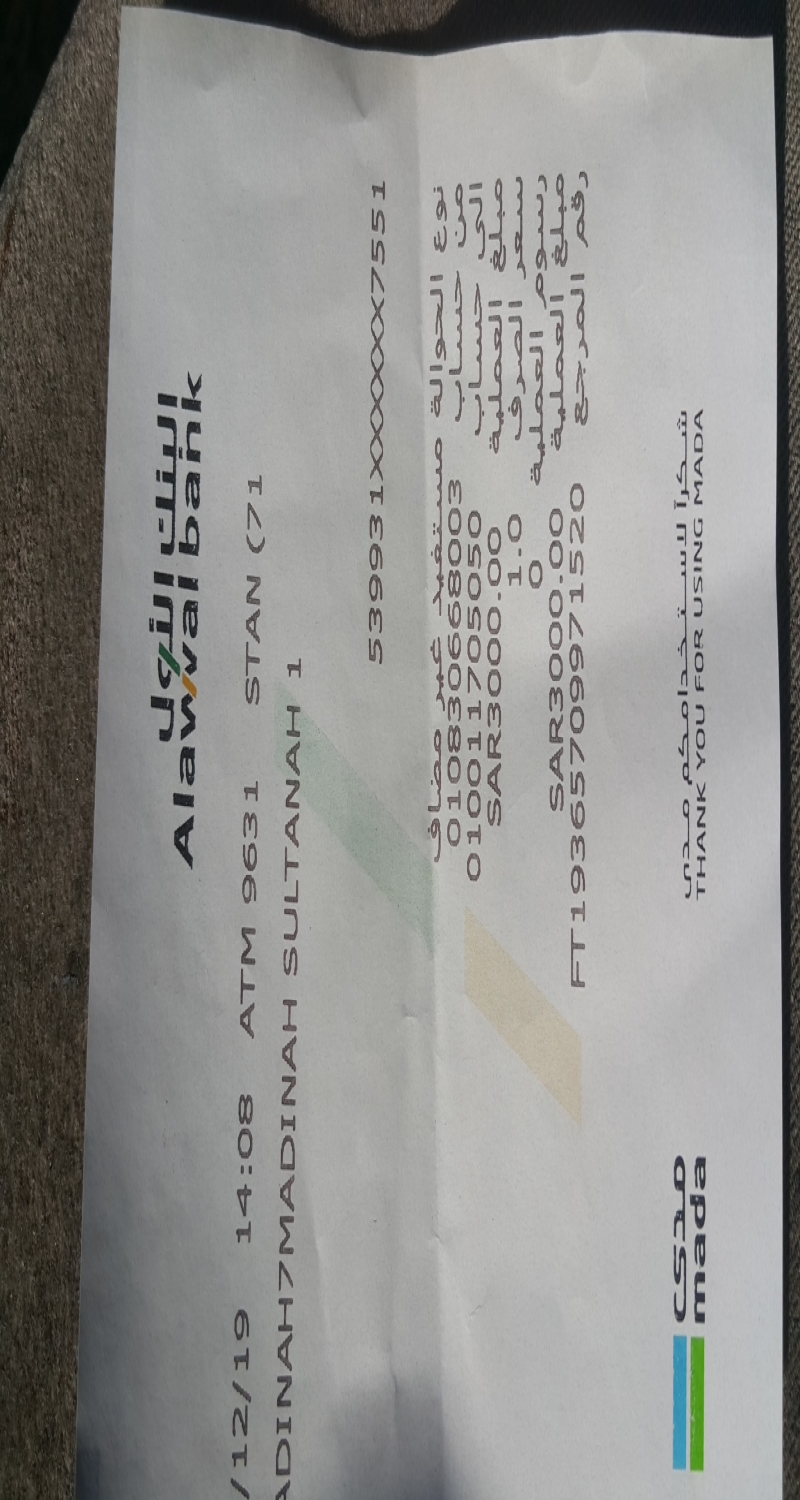 البنك الأول
Alawwal bank
/12/19 14:08 ATM 9631 STAN (71
ADINAH7MADINAH SULTANAH 1
539931XXXXXX7551
نوع الحوالة مستفيد غير مضاف
من حساب 010830668003
الى حساب 010011705050
مبلغ العملية SAR3000.00
سعر الصرف 1.0
رسوم العملية 0
مبلغ العملية SAR3000.00
رقم المرجع FT19365709971520
شكراً لاستخدامكم مدى
THANK YOU FOR USING MADA
مدى
mada